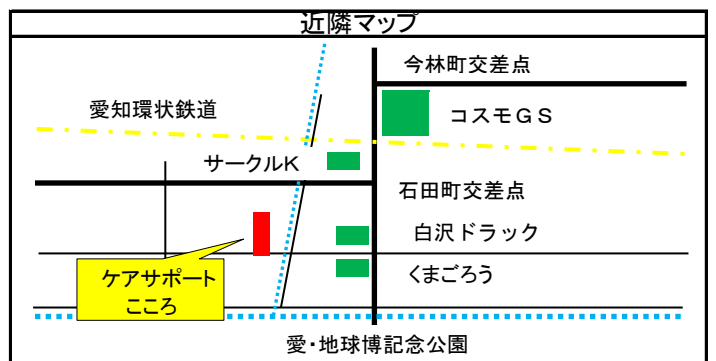 近隣マップ
今林町交差点
愛知環状鉄道
コスモGS
サークルK
石田町交差点
白沢ドラック
くまごろう
ケアサポート
こころ
愛・地球博記念公園